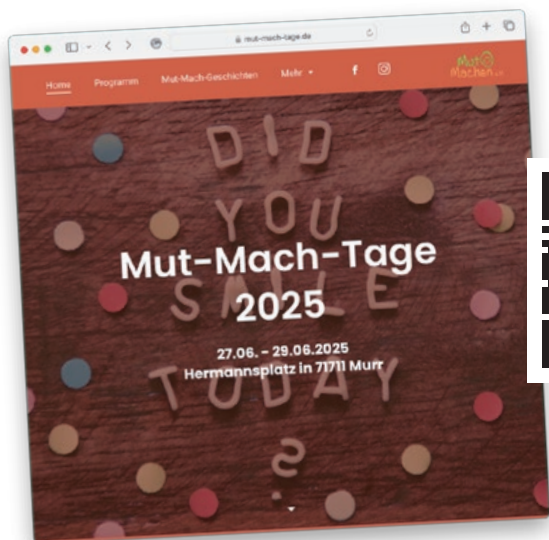 mut-mach-tage.de
Home Programm Mut-Mach-Geschichten Mehr
Mut
Machen e.V.
DID
YOU
SMILE
TODAY
?
Mut-Mach-Tage
2025
27.06. – 29.06.2025
Hermannsplatz in 71711 Murr